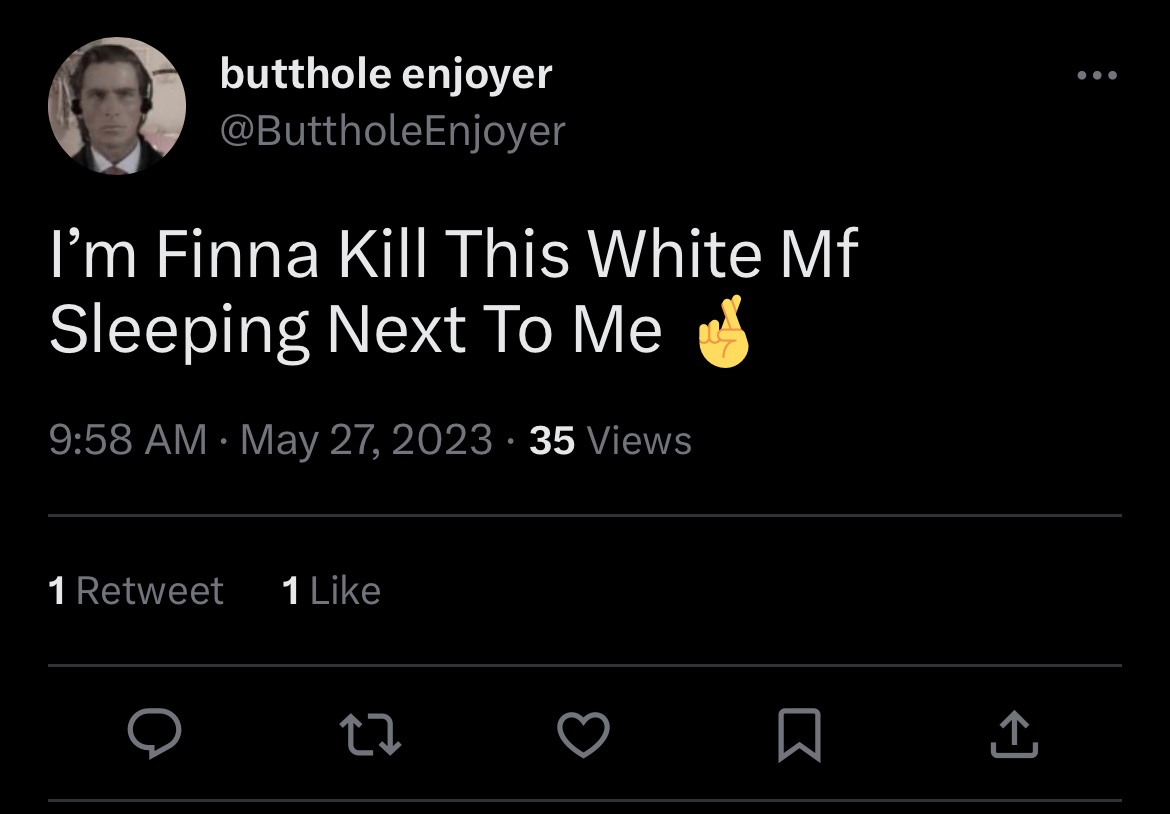 butthole enjoyer
@ButtholeEnjoyer
I’m Finna Kill This White Mf
Sleeping Next To Me 🤞
9:58 AM · May 27, 2023 · 35 Views
1 Retweet 1 Like